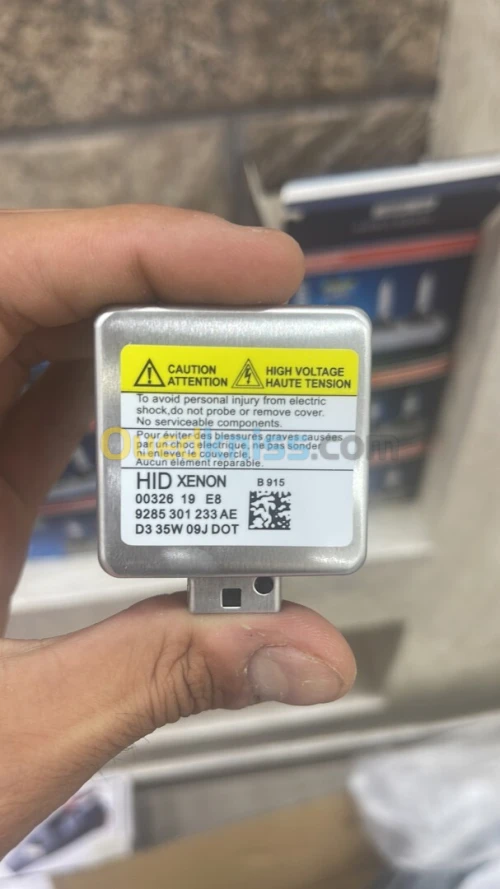 CAUTION
ATTENTION
HIGH VOLTAGE
HAUTE TENSION
To avoid personal injury from electric
shock,do not probe or remove cover.
No serviceable components.
Pour éviter des blessures graves causées
par un choc electrique, ne pas sonder
ni enlever le couvercle,
Aucun élément reparable.
HID XENON
B 915
00326 19 E8
9285 301 233 AE
D3 35W 09J DOT